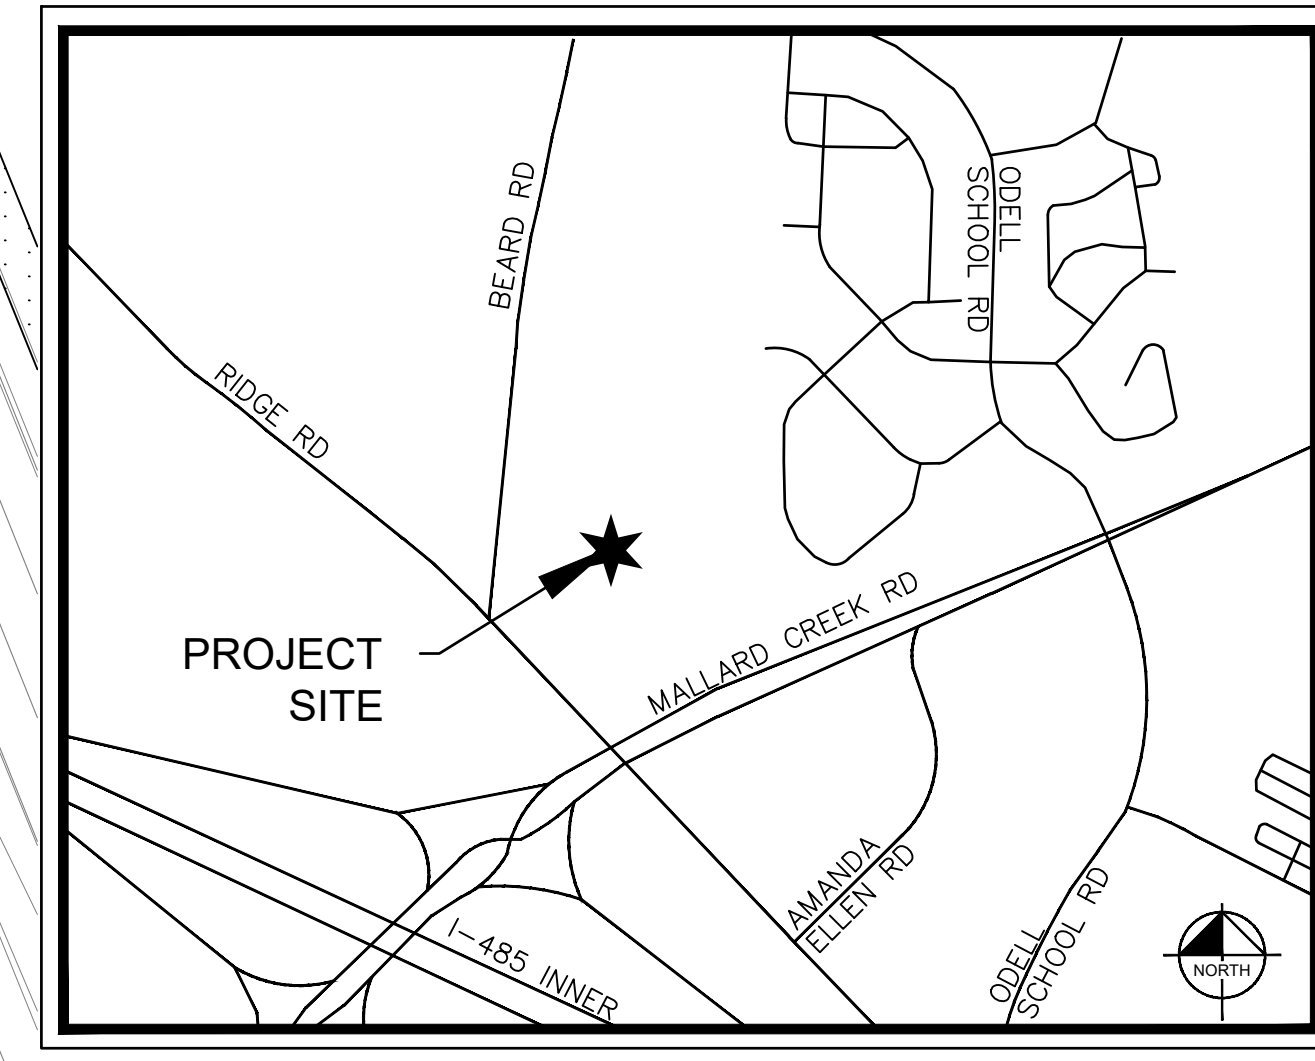 BEARD RD
ODELL
SCHOOL RD
RIDGE RD
PROJECT
SITE
MALLARD CREEK RD
AMANDA
ELLEN RD
ODELL
SCHOOL RD
I-485 INNER
NORTH